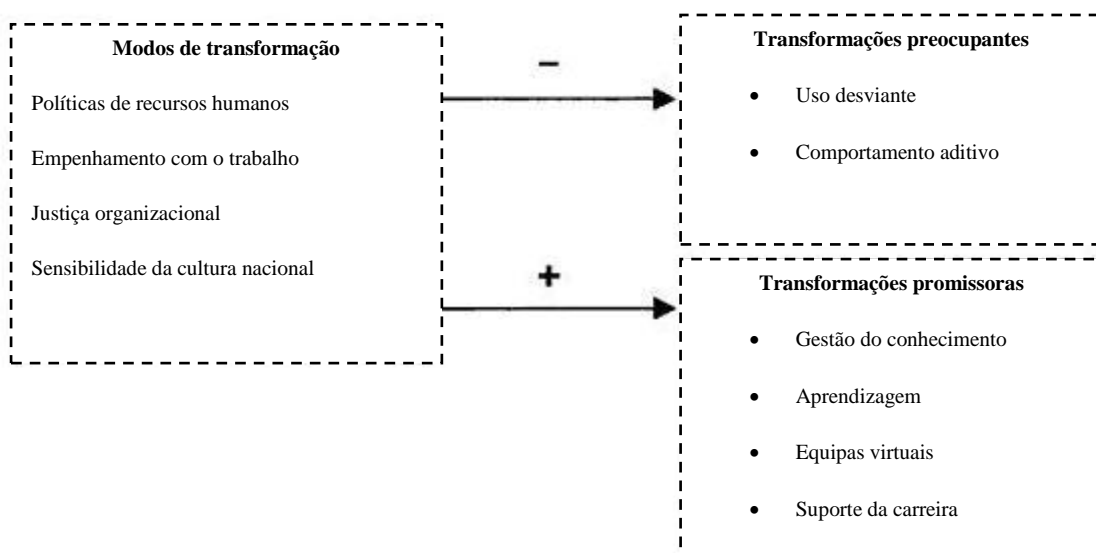 Modos de transformação
Políticas de recursos humanos
Empenhamento com o trabalho
Justiça organizacional
Sensibilidade da cultura nacional
−
+
Transformações preocupantes
• Uso desviante
• Comportamento aditivo
Transformações promissoras
• Gestão do conhecimento
• Aprendizagem
• Equipas virtuais
• Suporte da carreira